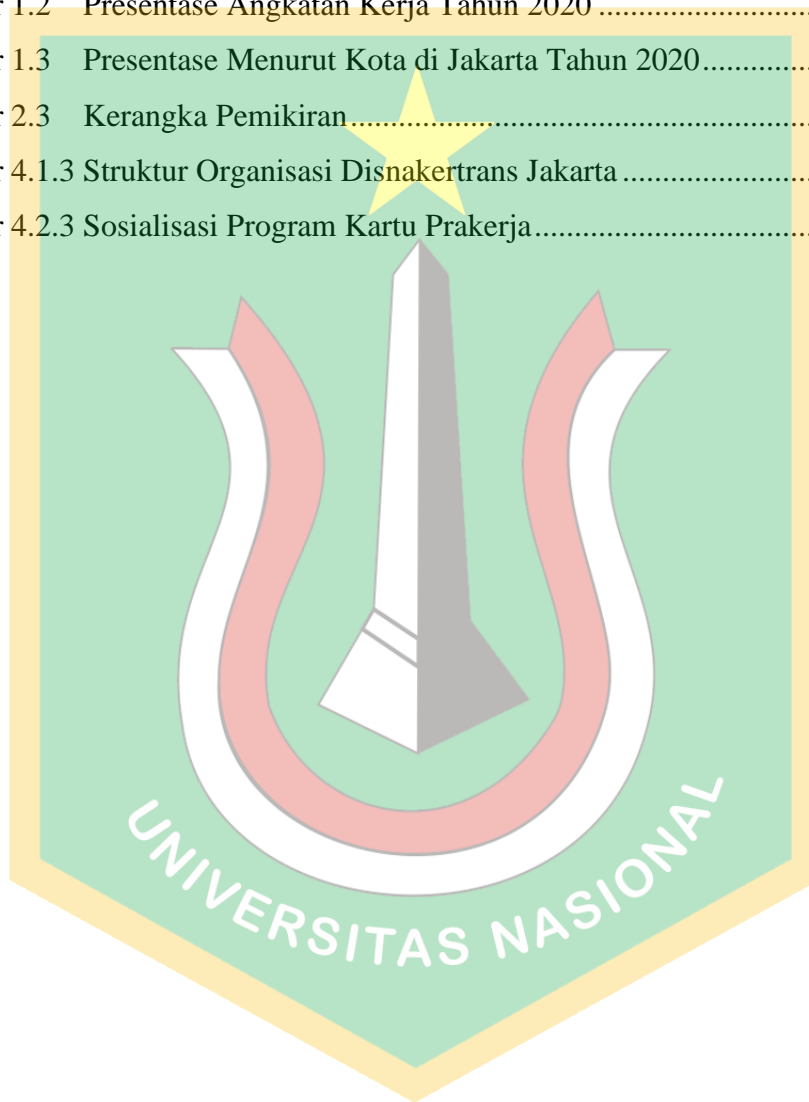 r 1.2 Presentase Angkatan Kerja Tahun 2020 ...............................
r 1.3 Presentase Menurut Kota di Jakarta Tahun 2020..............
r 2.3 Kerangka Pemikiran..............................................................
r 4.1.3 Struktur Organisasi Disnakertrans Jakarta .........................
r 4.2.3 Sosialisasi Program Kartu Prakerja.....................................
UNIVERSITAS NASIONAL